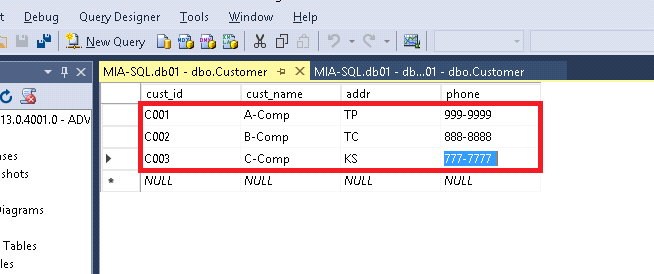 t Debug Query Designer Tools Window Help
New Query
MIA-SQL.db01 - dbo.Customer MIA-SQL.db01 - db...01 - dbo.Customer
cust_id cust_name addr phone
C001 A-Comp TP 999-9999
13.0.4001.0 - ADV C002 B-Comp TC 888-8888
ases C003 C-Comp KS 777-7777
shots * NULL NULL NULL NULL
Diagrams
Tables
les